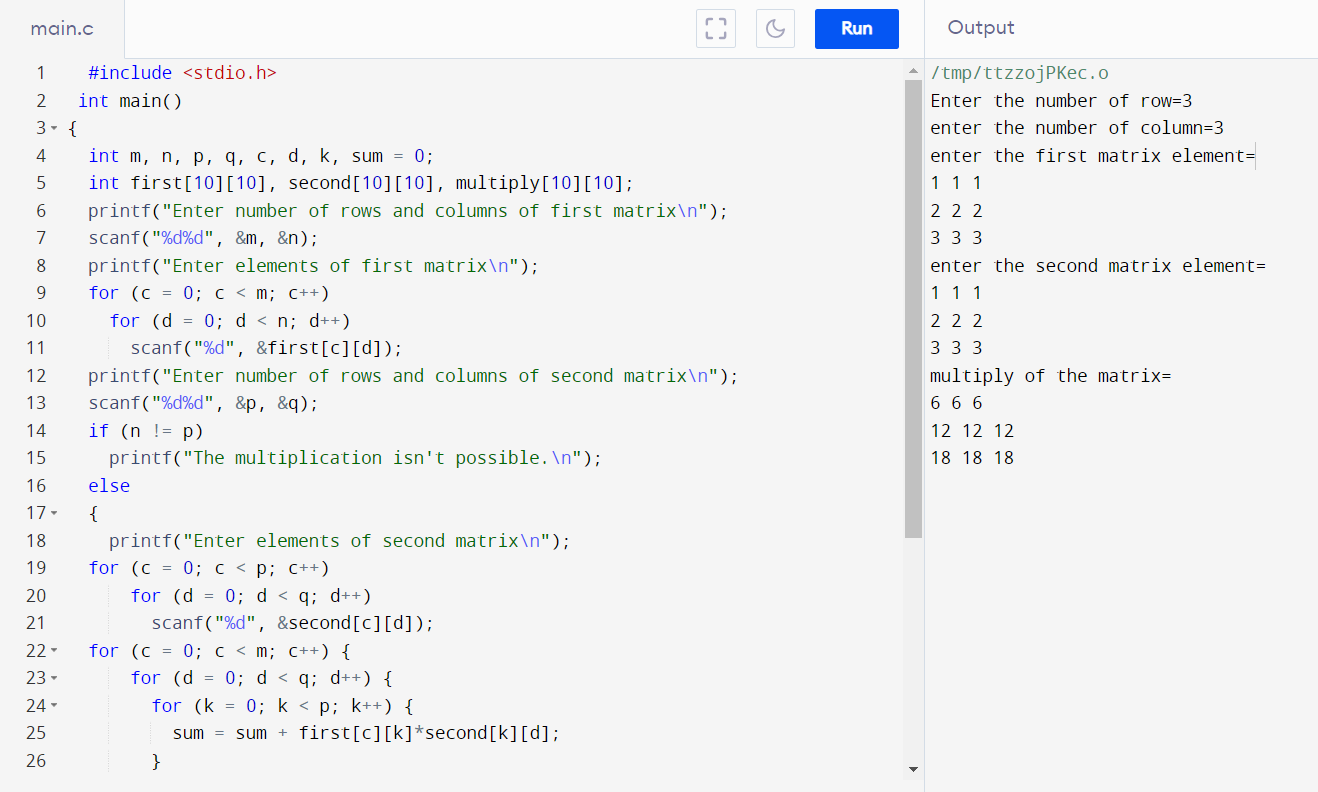 main.c
Run
Output
1 #include <stdio.h>
2 int main()
3 {
4 int m, n, p, q, c, d, k, sum = 0;
5 int first[10][10], second[10][10], multiply[10][10];
6 printf("Enter number of rows and columns of first matrix\n");
7 scanf("%d%d", &m, &n);
8 printf("Enter elements of first matrix\n");
9 for (c = 0; c < m; c++)
10 for (d = 0; d < n; d++)
11 scanf("%d", &first[c][d]);
12 printf("Enter number of rows and columns of second matrix\n");
13 scanf("%d%d", &p, &q);
14 if (n != p)
15 printf("The multiplication isn't possible.\n");
16 else
17 {
18 printf("Enter elements of second matrix\n");
19 for (c = 0; c < p; c++)
20 for (d = 0; d < q; d++)
21 scanf("%d", &second[c][d]);
22 for (c = 0; c < m; c++) {
23 for (d = 0; d < q; d++) {
24 for (k = 0; k < p; k++) {
25 sum = sum + first[c][k]*second[k][d];
26 }
/tmp/ttzzojPKec.o
Enter the number of row=3
enter the number of column=3
enter the first matrix element=
1 1 1
2 2 2
3 3 3
enter the second matrix element=
1 1 1
2 2 2
3 3 3
multiply of the matrix=
6 6 6
12 12 12
18 18 18